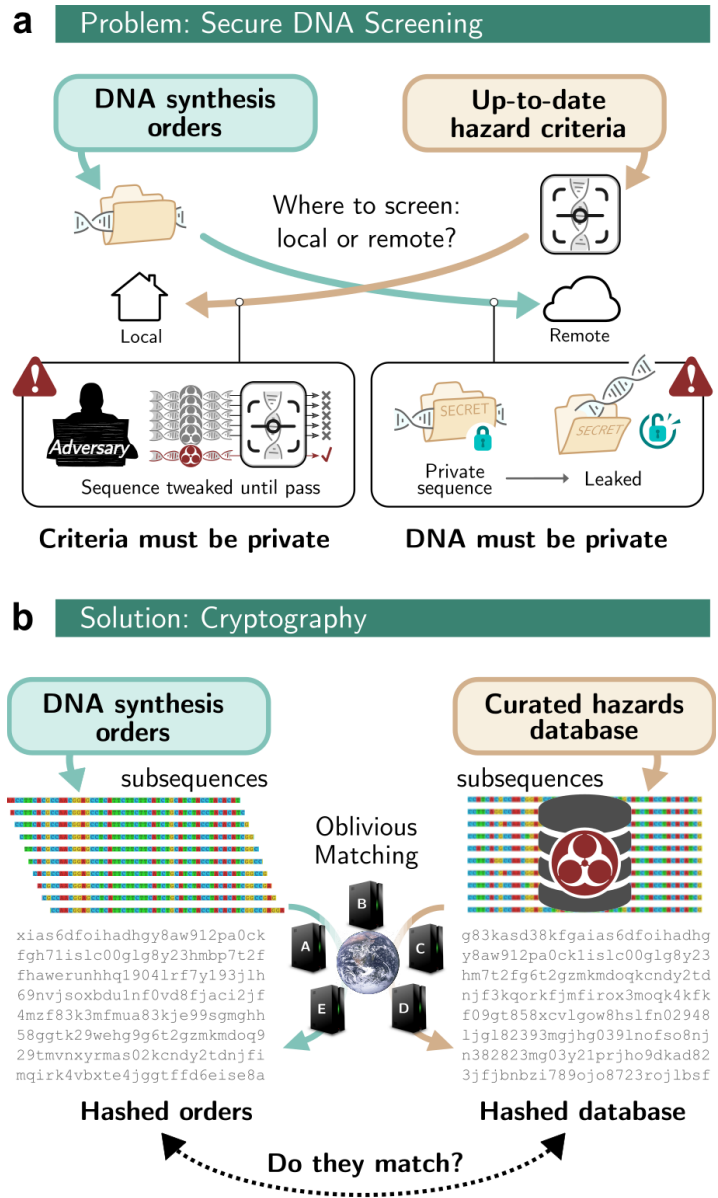 a
Problem: Secure DNA Screening
DNA synthesis
orders
Up-to-date
hazard criteria
Where to screen:
local or remote?
Local
Remote
Adversary
Sequence tweaked until pass
SECRET
SECRET
Private
sequence
Leaked
Criteria must be private
DNA must be private
b
Solution: Cryptography
DNA synthesis
orders
Curated hazards
database
subsequences
subsequences
Oblivious
Matching
B
A
C
E
D
xias6dfoihadhgy8aw912pa0ck
fgh71islc00glg8y23hmbp7t2f
fhawerunhhq19041rf7y193j1h
69nvjsoxbdu1nf0vd8fjaci2jf
4mzf83k3mfmua83kje99sgmghh
58ggtk29wehg9g6t2gzmkmdoq9
29tmvnxyrmas02kcndy2tdnjfi
mqirk4vbxte4jggtffd6eise8a
g83kasd38kfgaias6dfoihadhg
y8aw912pa0ck1islc00glg8y23
hm7t2fg6t2gzmkmdoqkcndy2td
njf3kqorkfjmfirox3moqk4kfk
f09gt858xcvlgow8hslfn02948
ljgl82393mgjhg039lnofso8nj
n382823mg03y21prjho9dkad82
3jfjbnbzi789ojo8723rojlbsf
Hashed orders
Hashed database
Do they match?